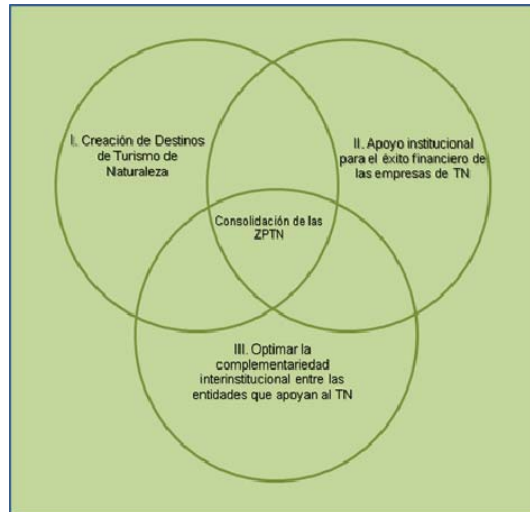 I. Creación de Destinos
de Turismo de
Naturaleza
II. Apoyo institucional
para el éxito financiero de
las empresas de TN
Consolidación de las
ZPTN
III. Optimar la
complementariedad
interinstitucional entre las
entidades que apoyan al TN